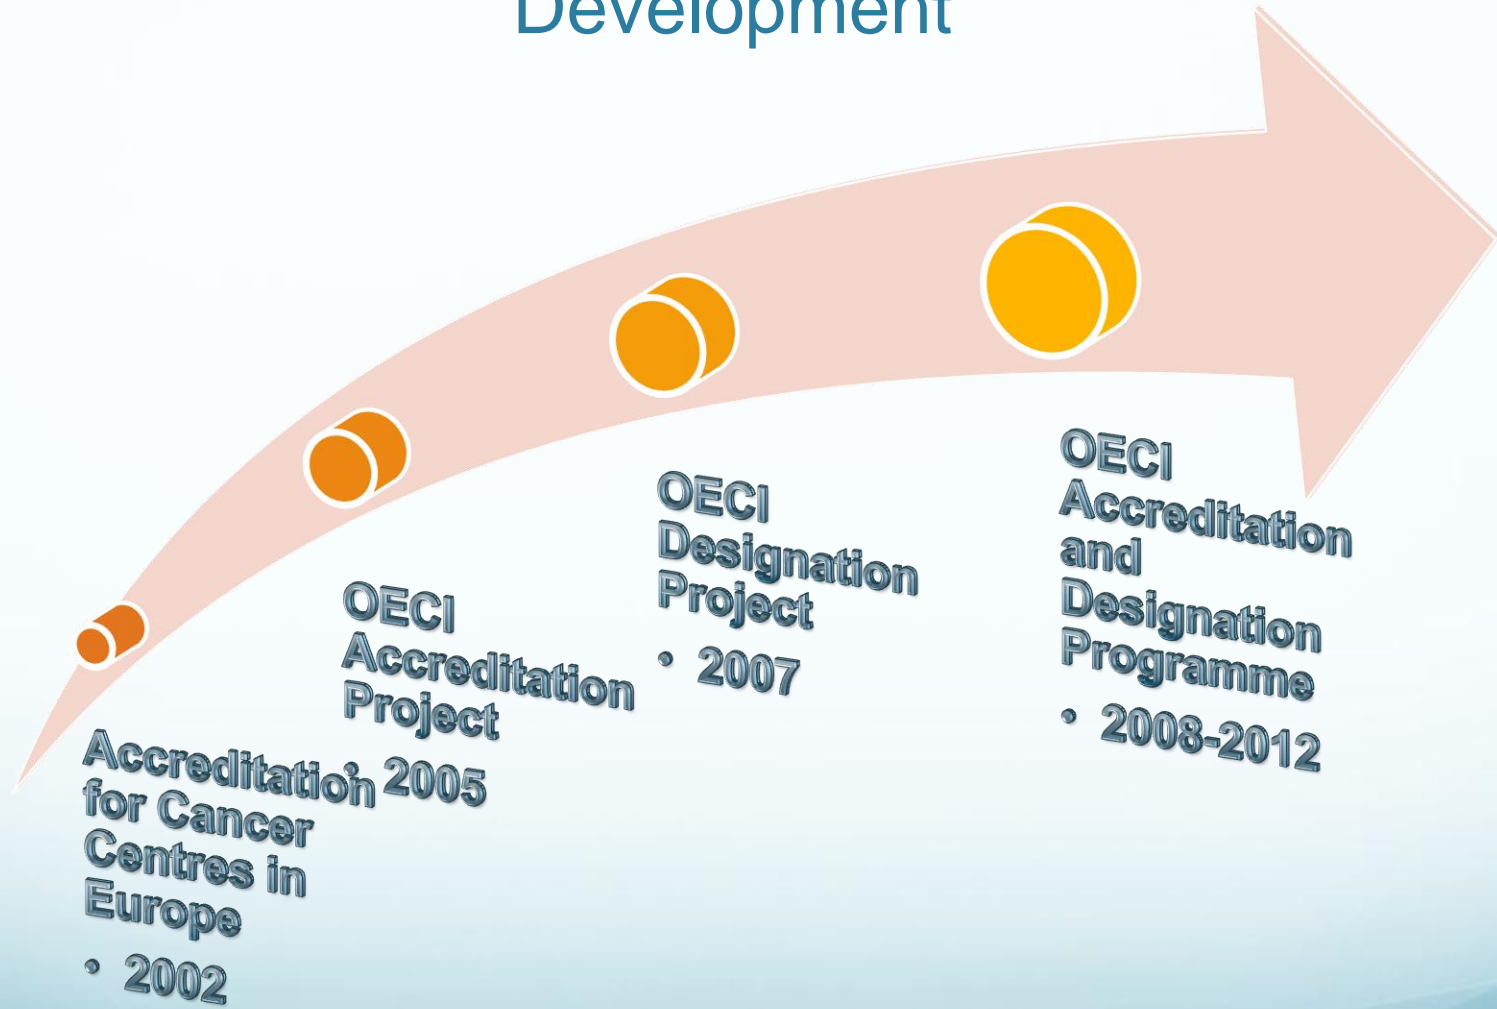 Development
Accreditation
for Cancer
Centres in
Europe
• 2002
OECI
Accreditation
Project
• 2005
OECI
Designation
Project
• 2007
OECI
Accreditation
and
Designation
Programme
• 2008-2012